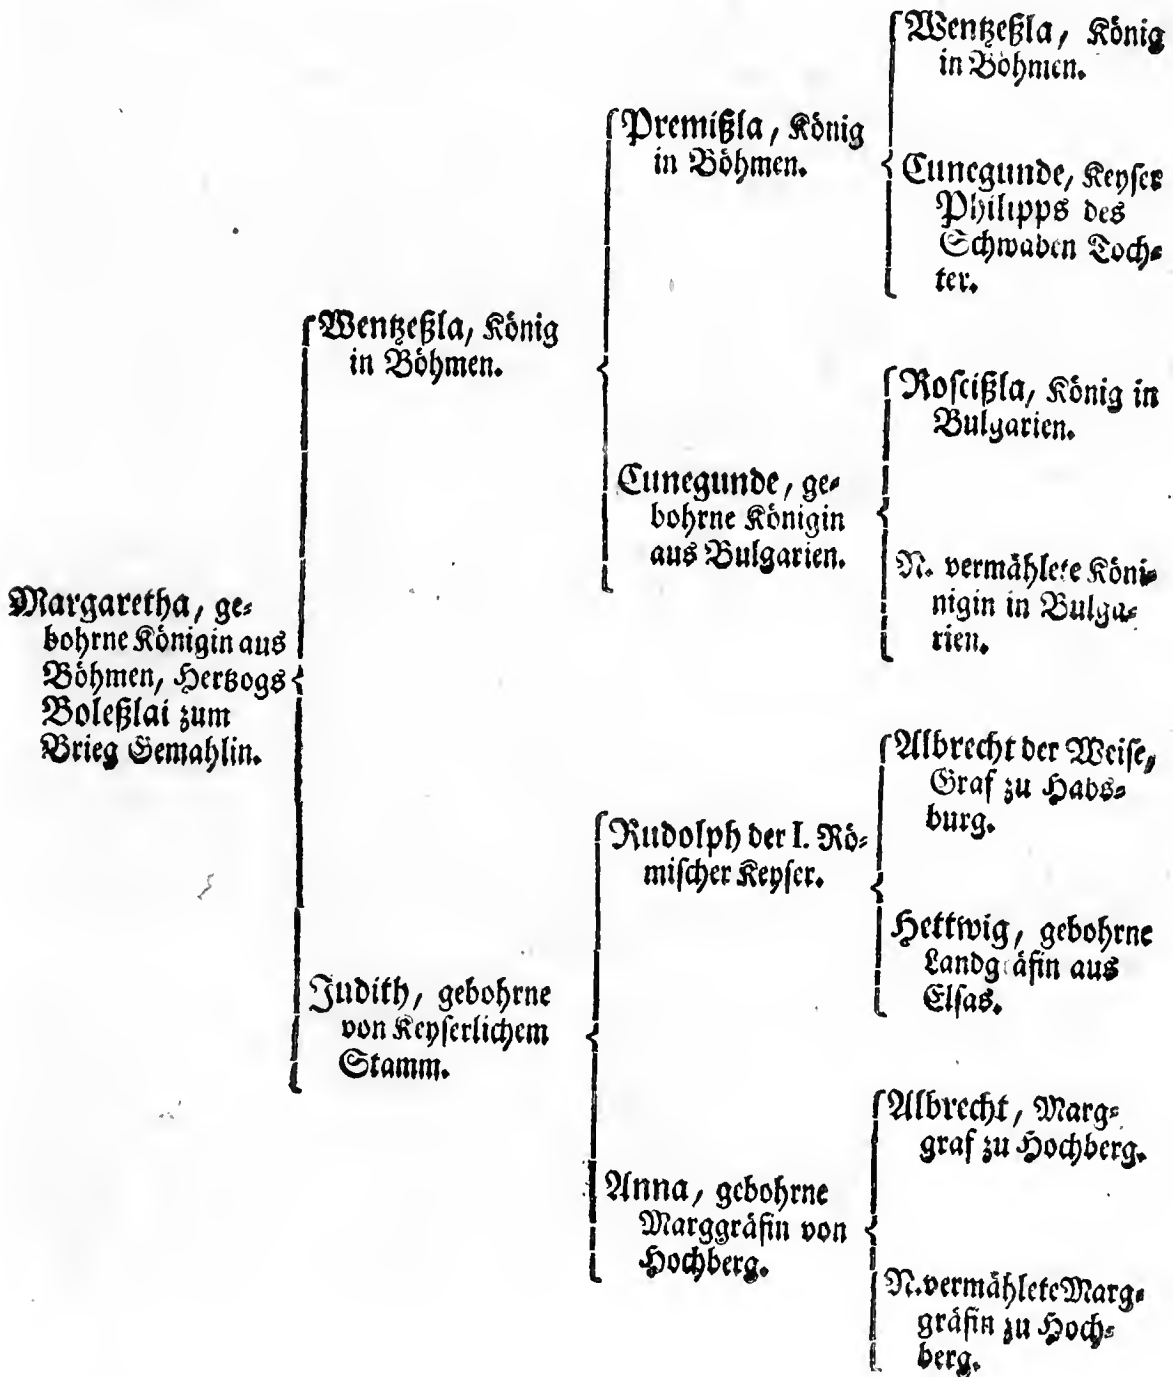 Margaretha, ge⸗
bohrne Königin aus
Böhmen, Hertzogs
Boleßlai zum
Brieg Gemahlin.
Wentzeßla, König
in Böhmen.
Premißla, König
in Böhmen.
Wentzeßla, König
in Böhmen.
Cunegunde, Keyser
Philipps des
Schwaben Toch⸗
ter.
Cunegunde, ge⸗
bohrne Königin
aus Bulgarien.
Roscißla, König in
Bulgarien.
N. vermählete Köni⸗
nigin in Bulga⸗
rien.
Judith, gebohrne
von Keyserlichem
Stamm.
Rudolph der I. Rö⸗
mischer Keyser.
Albrecht der Weise,
Graf zu Habs⸗
burg.
Hettwig, gebohrne
Landgräfin aus
Elsas.
Anna, gebohrne
Marggräfin von
Hochberg.
Albrecht, Marg⸗
graf zu Hochberg.
N. vermählete Marg⸗
gräfin zu Hoch⸗
berg.